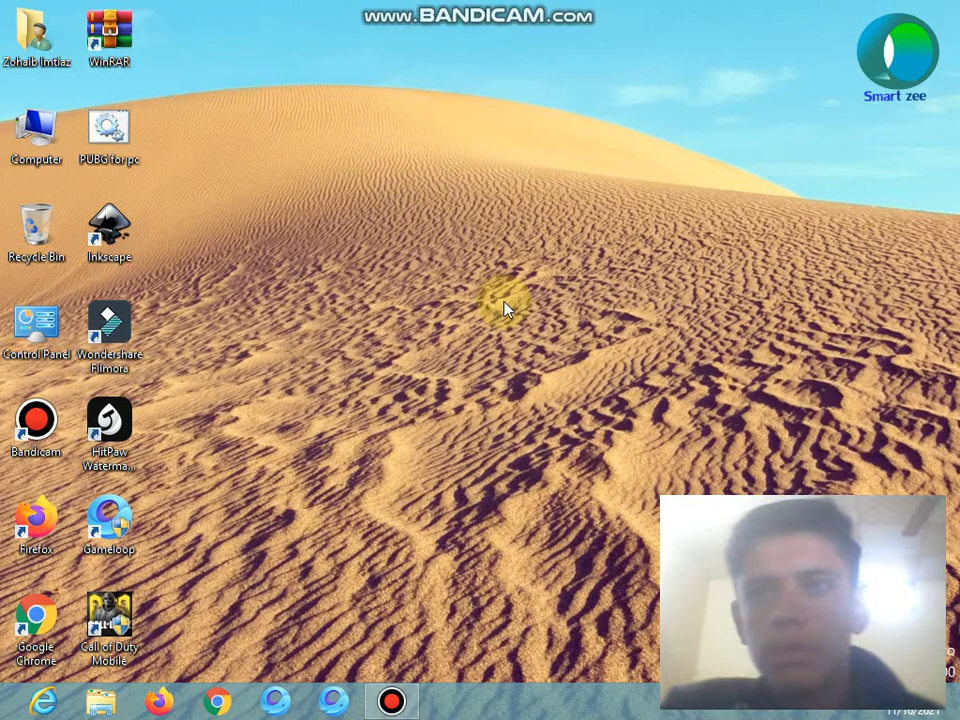 www.BANDICAM.com
Smart zee
Zohaib Imtiaz
WinRAR
Computer
PUBG for pc
Recycle Bin
Inkscape
Control Panel
Wondershare
Filmora
Bandicam
HitPaw
Waterma...
Firefox
Gameloop
Google
Chrome
Call of Duty
Mobile